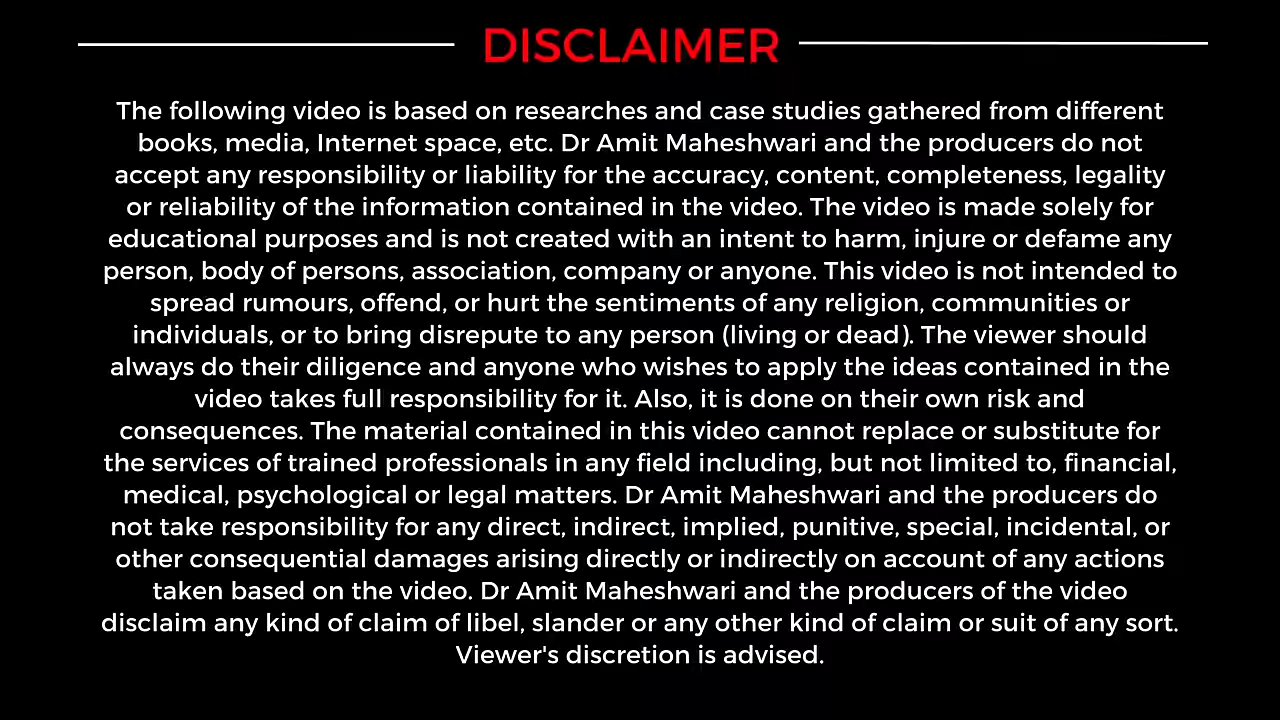 DISCLAIMER
The following video is based on researches and case studies gathered from different
books, media, Internet space, etc. Dr Amit Maheshwari and the producers do not
accept any responsibility or liability for the accuracy, content, completeness, legality
or reliability of the information contained in the video. The video is made solely for
educational purposes and is not created with an intent to harm, injure or defame any
person, body of persons, association, company or anyone. This video is not intended to
spread rumours, offend, or hurt the sentiments of any religion, communities or
individuals, or to bring disrepute to any person (living or dead). The viewer should
always do their diligence and anyone who wishes to apply the ideas contained in the
video takes full responsibility for it. Also, it is done on their own risk and
consequences. The material contained in this video cannot replace or substitute for
the services of trained professionals in any field including, but not limited to, financial,
medical, psychological or legal matters. Dr Amit Maheshwari and the producers do
not take responsibility for any direct, indirect, implied, punitive, special, incidental, or
other consequential damages arising directly or indirectly on account of any actions
taken based on the video. Dr Amit Maheshwari and the producers of the video
disclaim any kind of claim of libel, slander or any other kind of claim or suit of any sort.
Viewer's discretion is advised.